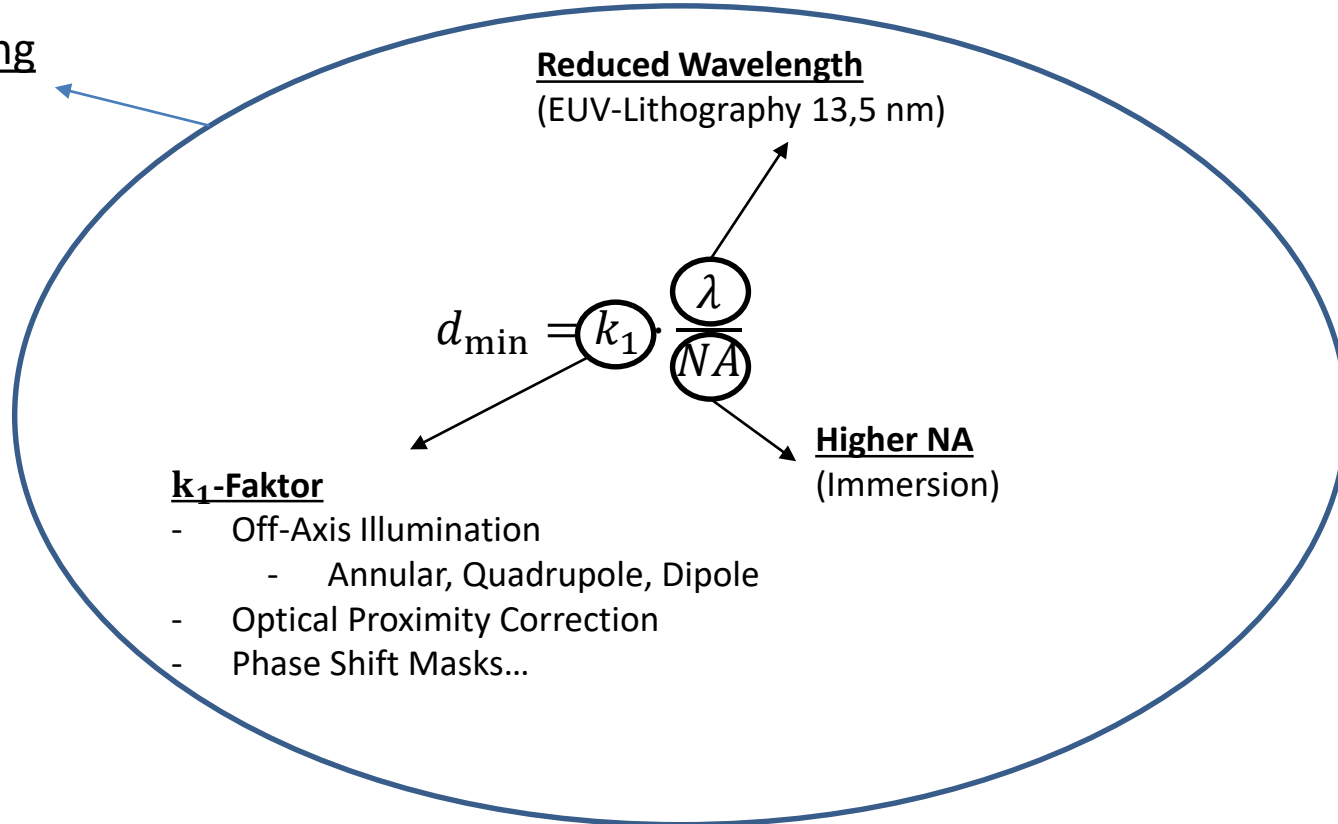 ng
Reduced Wavelength
(EUV-Lithography 13,5 nm)
d_min = k₁ · λ / NA
Higher NA
(Immersion)
k₁-Faktor
- Off-Axis Illumination
- Annular, Quadrupole, Dipole
- Optical Proximity Correction
- Phase Shift Masks...